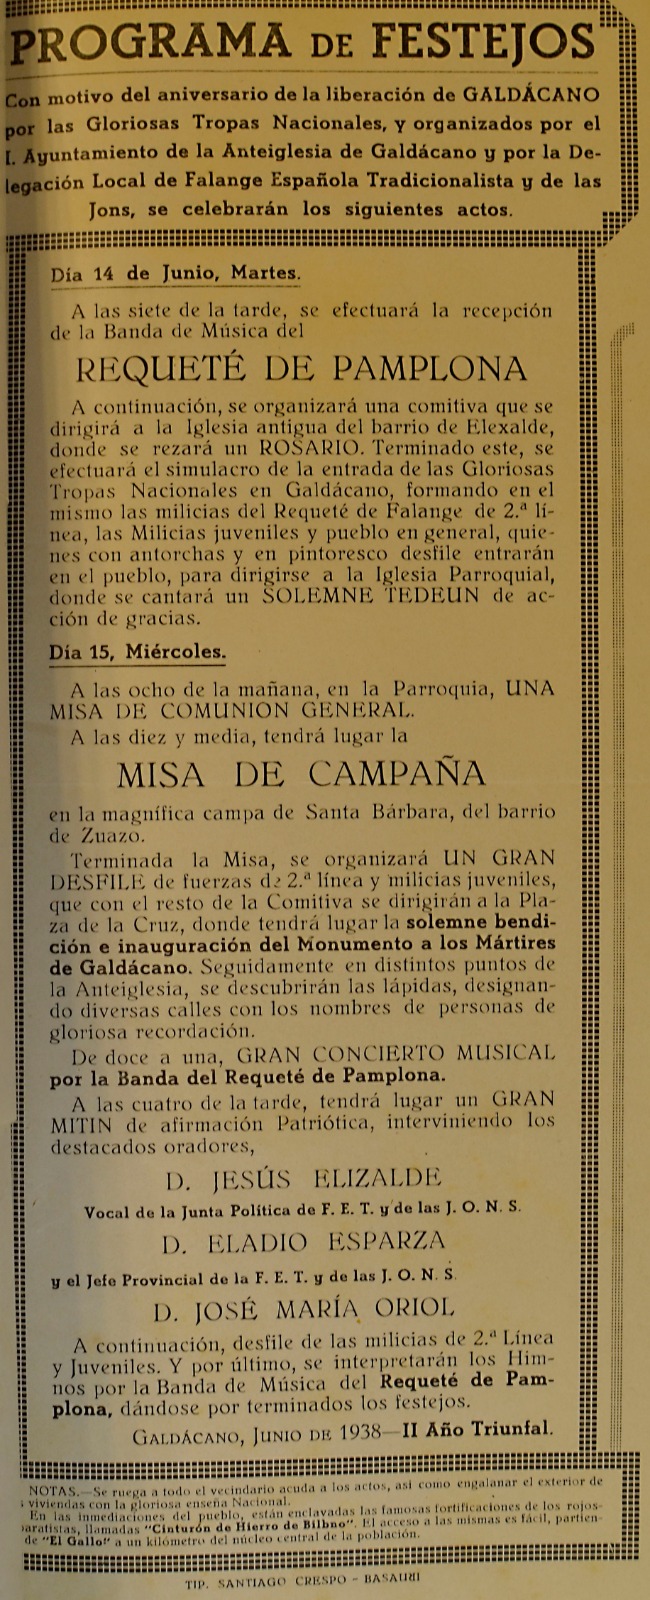 PROGRAMA DE FESTEJOS
Con motivo del aniversario de la liberación de GALDÁCANO
por las Gloriosas Tropas Nacionales, y organizados por el
I. Ayuntamiento de la Anteiglesia de Galdácano y por la De-
legación Local de Falange Española Tradicionalista y de las
Jons, se celebrarán los siguientes actos.
Día 14 de Junio, Martes.
A las siete de la tarde, se efectuará la recepción
de la Banda de Música del
REQUETÉ DE PAMPLONA
A continuación, se organizará una comitiva que se
dirigirá a la Iglesia antigua del barrio de Elexalde,
donde se rezará un ROSARIO. Terminado este, se
efectuará el simulacro de la entrada de las Gloriosas
Tropas Nacionales en Galdácano, formando en el
mismo las milicias del Requeté de Falange de 2.ª lí-
nea, las Milicias juveniles y pueblo en general, quie-
nes con antorchas y en pintoresco desfile entrarán
en el pueblo, para dirigirse a la Iglesia Parroquial,
donde se cantará un SOLEMNE TEDEUN de ac-
ción de gracias.
Día 15, Miércoles.
A las ocho de la mañana, en la Parroquia, UNA
MISA DE COMUNION GENERAL.
A las diez y media, tendrá lugar la
MISA DE CAMPAÑA
en la magnífica campa de Santa Bárbara, del barrio
de Zuazo.
Terminada la Misa, se organizará UN GRAN
DESFILE de fuerzas de 2.ª línea y milicias juveniles,
que con el resto de la Comitiva se dirigirán a la Pla-
za de la Cruz, donde tendrá lugar la solemne bendi-
ción e inauguración del Monumento a los Mártires
de Galdácano. Seguidamente en distintos puntos de
la Anteiglesia, se descubrirán las lápidas, designan-
do diversas calles con los nombres de personas de
gloriosa recordación.
De doce a una, GRAN CONCIERTO MUSICAL
por la Banda del Requeté de Pamplona.
A las cuatro de la tarde, tendrá lugar un GRAN
MITIN de afirmación Patriótica, interviniendo los
destacados oradores,
D. JESÚS ELIZALDE
Vocal de la Junta Política de F. E. T. y de las J. O. N. S.
D. ELADIO ESPARZA
y el Jefe Provincial de la F. E. T. y de las J. O. N. S.
D. JOSÉ MARÍA ORIOL
A continuación, desfile de las milicias de 2.ª Línea
y Juveniles. Y por último, se interpretarán los Him-
nos por la Banda de Música del Requeté de Pam-
plona, dándose por terminados los festejos.
GALDÁCANO, JUNIO DE 1938—II Año Triunfal.
NOTAS.—Se ruega a todo el vecindario acuda a los actos, así como engalanar el exterior de
viviendas con la gloriosa enseña Nacional.
En las inmediaciones del pueblo, están enclavadas las famosas fortificaciones de los rojos-
aratistas, llamadas "Cinturón de Hierro de Bilbao". El acceso a las mismas es fácil, partien-
de "El Gallo" a un kilómetro del núcleo central de la población.
TIP. SANTIAGO CRESPO - BASAURI